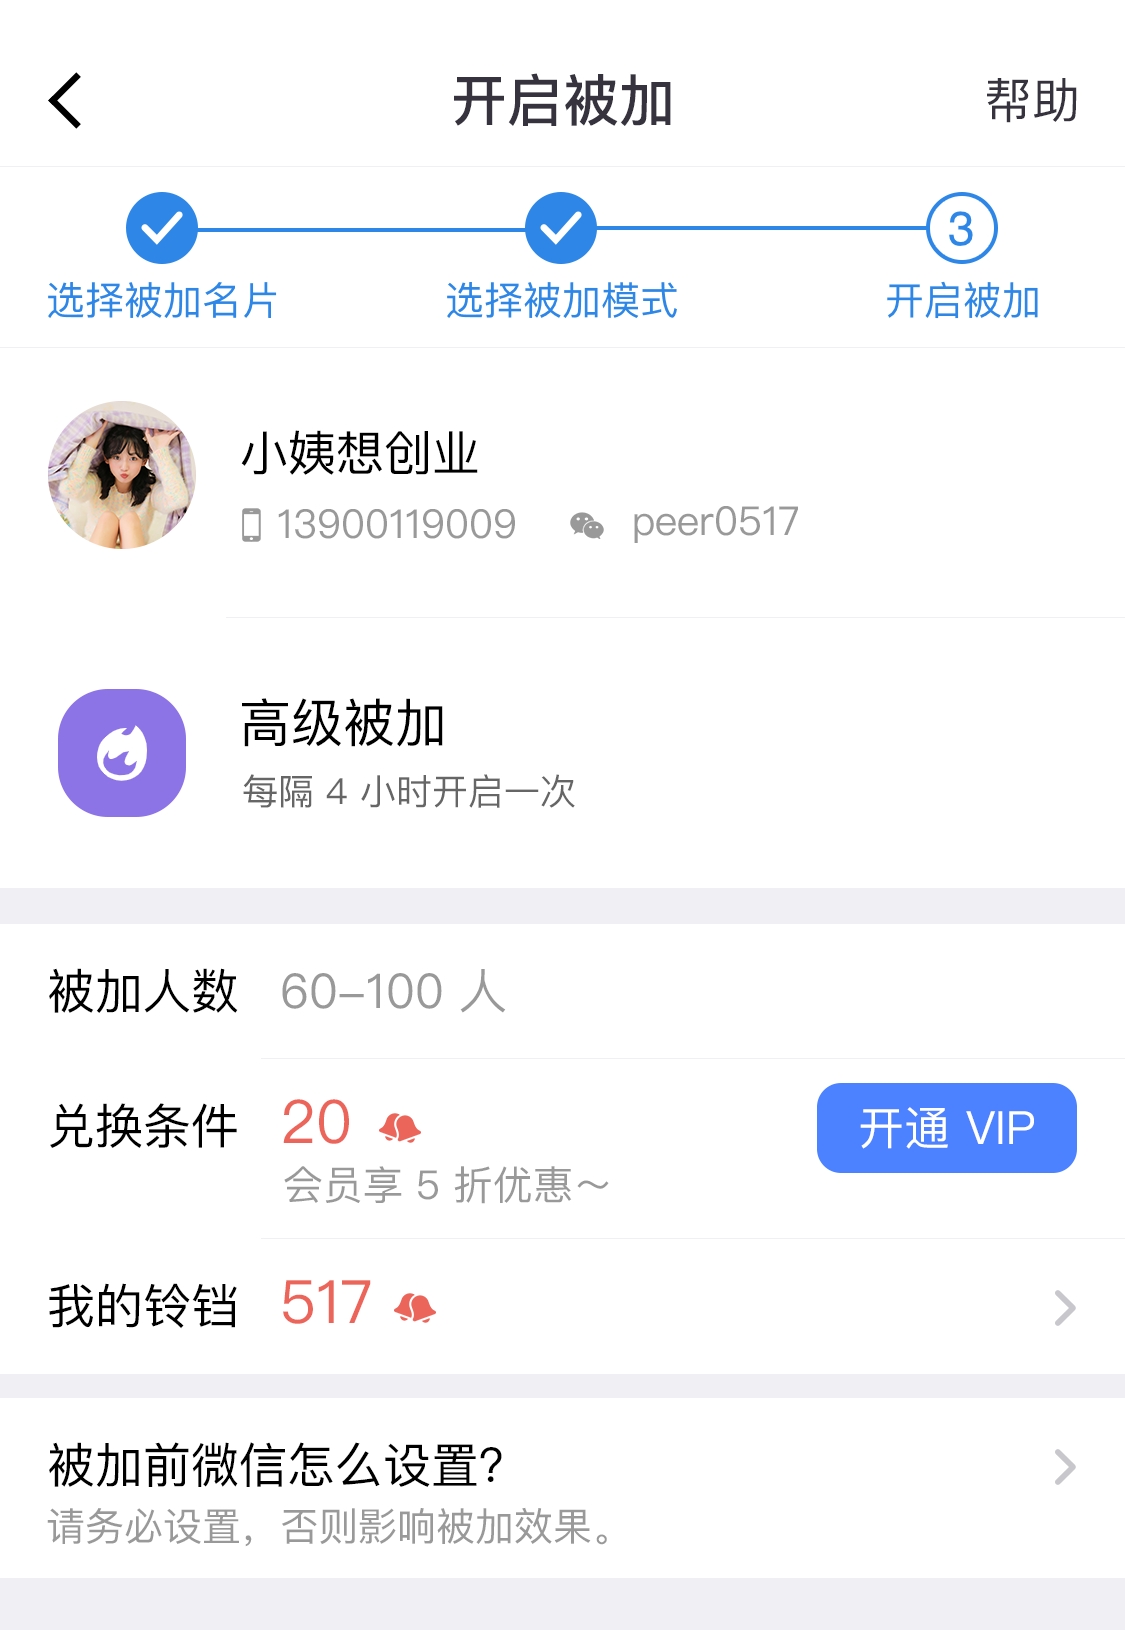 开启被加
帮助
3
选择被加名片
选择被加模式
开启被加
小姨想创业
13900119009
peer0517
高级被加
每隔 4 小时开启一次
被加人数
60–100 人
兑换条件
20
开通 VIP
会员享 5 折优惠～
我的铃铛
517
被加前微信怎么设置?
请务必设置，否则影响被加效果。